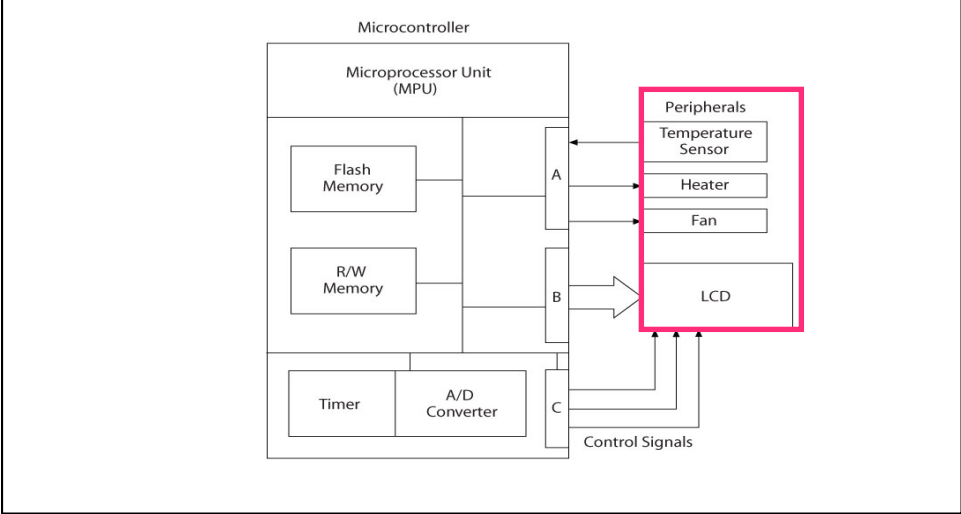 Microcontroller
Microprocessor Unit
(MPU)
Peripherals
Temperature
Sensor
Flash
Memory
A
Heater
Fan
R/W
Memory
B
LCD
Timer
A/D
Converter
C
Control Signals